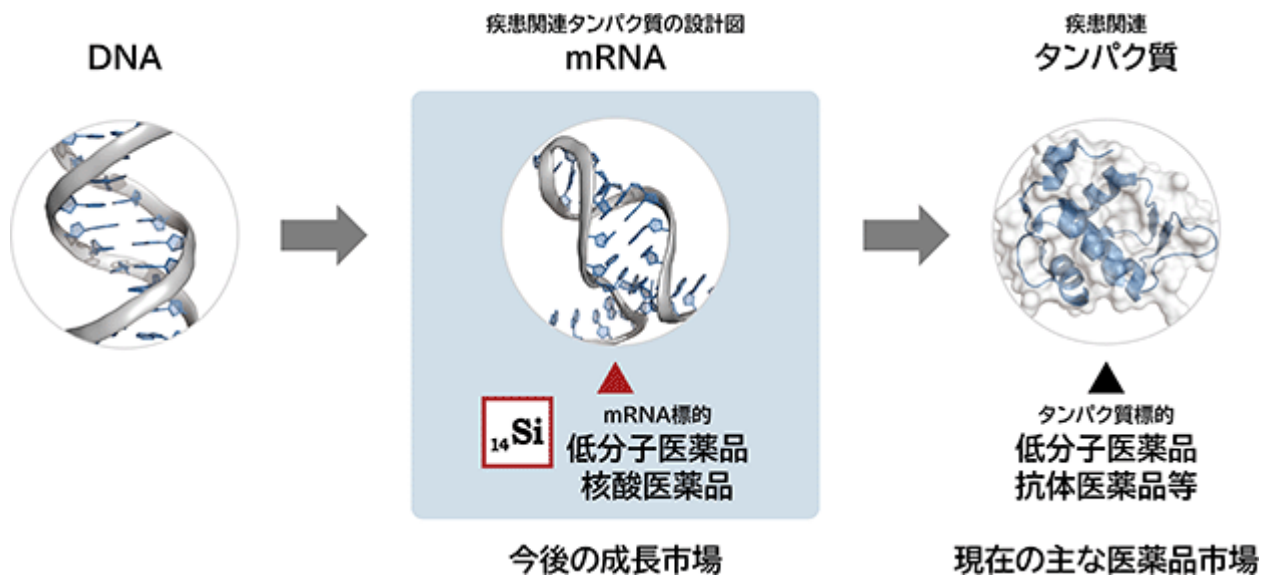 DNA
疾患関連タンパク質の設計図
mRNA
疾患関連
タンパク質
14Si
mRNA標的
低分子医薬品
核酸医薬品
タンパク質標的
低分子医薬品
抗体医薬品等
今後の成長市場
現在の主な医薬品市場